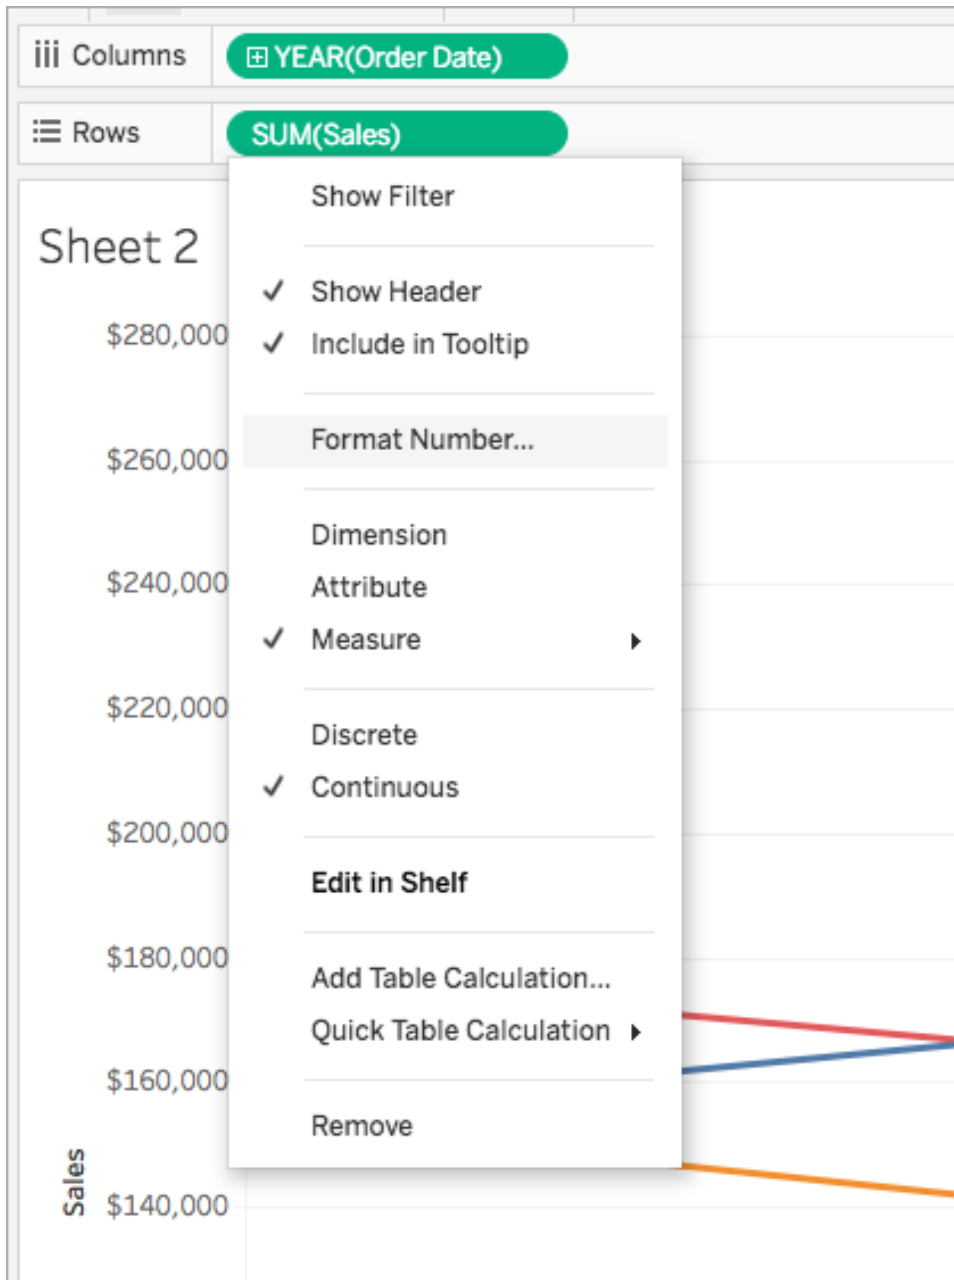 Columns
YEAR(Order Date)
Rows
SUM(Sales)
Sheet 2
Show Filter
Show Header
Include in Tooltip
Format Number...
Dimension
Attribute
Measure
Discrete
Continuous
Edit in Shelf
Add Table Calculation...
Quick Table Calculation
Remove
$280,000
$260,000
$240,000
$220,000
$200,000
$180,000
$160,000
$140,000
Sales